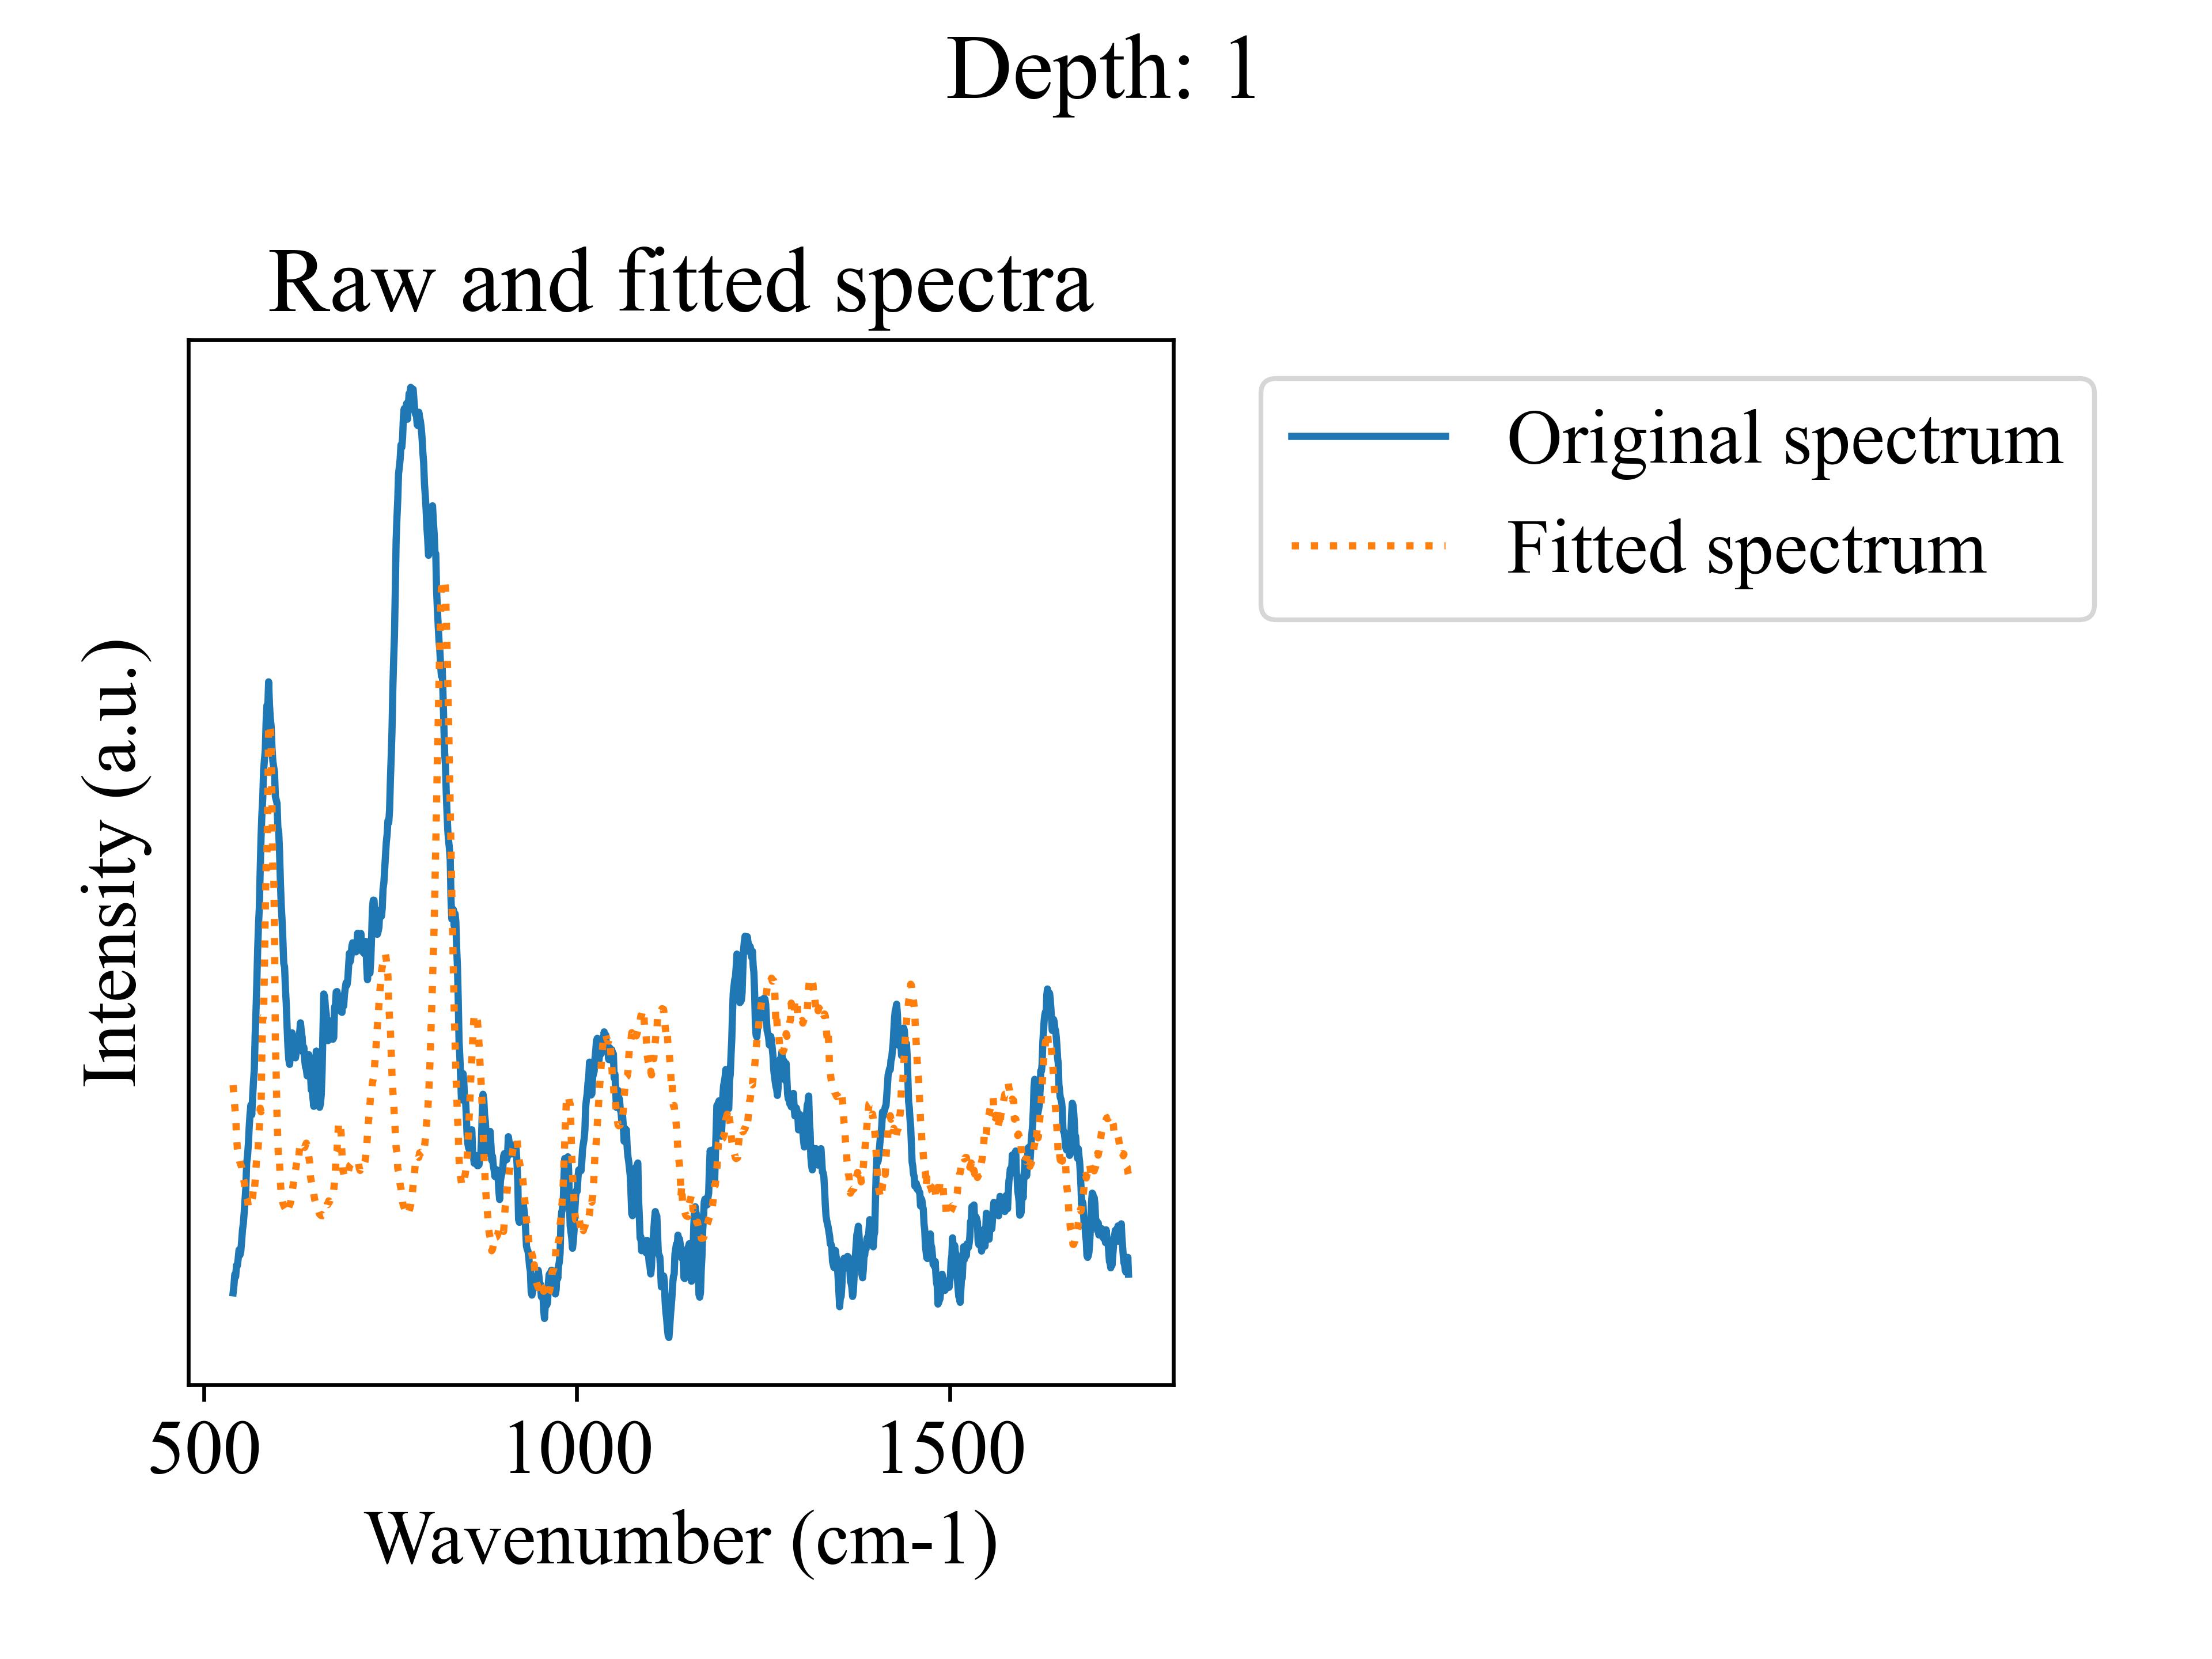 Depth: 1
Raw and fitted spectra
Original spectrum
Fitted spectrum
Intensity (a.u.)
500 1000 1500
Wavenumber (cm-1)